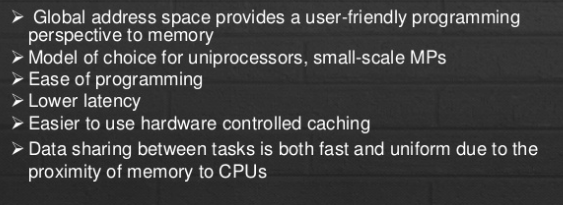 ➢ Global address space provides a user-friendly programming
perspective to memory
➢ Model of choice for uniprocessors, small-scale MPs
➢ Ease of programming
➢ Lower latency
➢ Easier to use hardware controlled caching
➢ Data sharing between tasks is both fast and uniform due to the
proximity of memory to CPUs